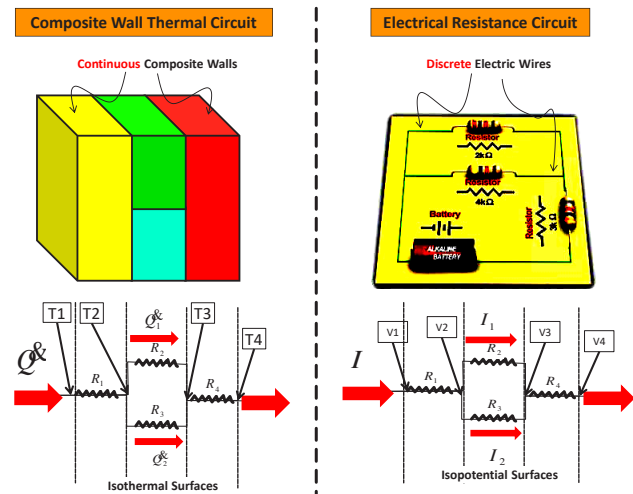 Composite Wall Thermal Circuit
Continuous Composite Walls
T1
T2
Q&1
T3
T4
Q&
R1
R2
R3
R4
Q&2
Isothermal Surfaces
Electrical Resistance Circuit
Discrete Electric Wires
Resistor
2kΩ
Resistor
4kΩ
Battery
ALKALINE
BATTERY
Resistor
3kΩ
V1
V2
I1
V3
V4
I
R1
R2
R3
R4
I2
Isopotential Surfaces